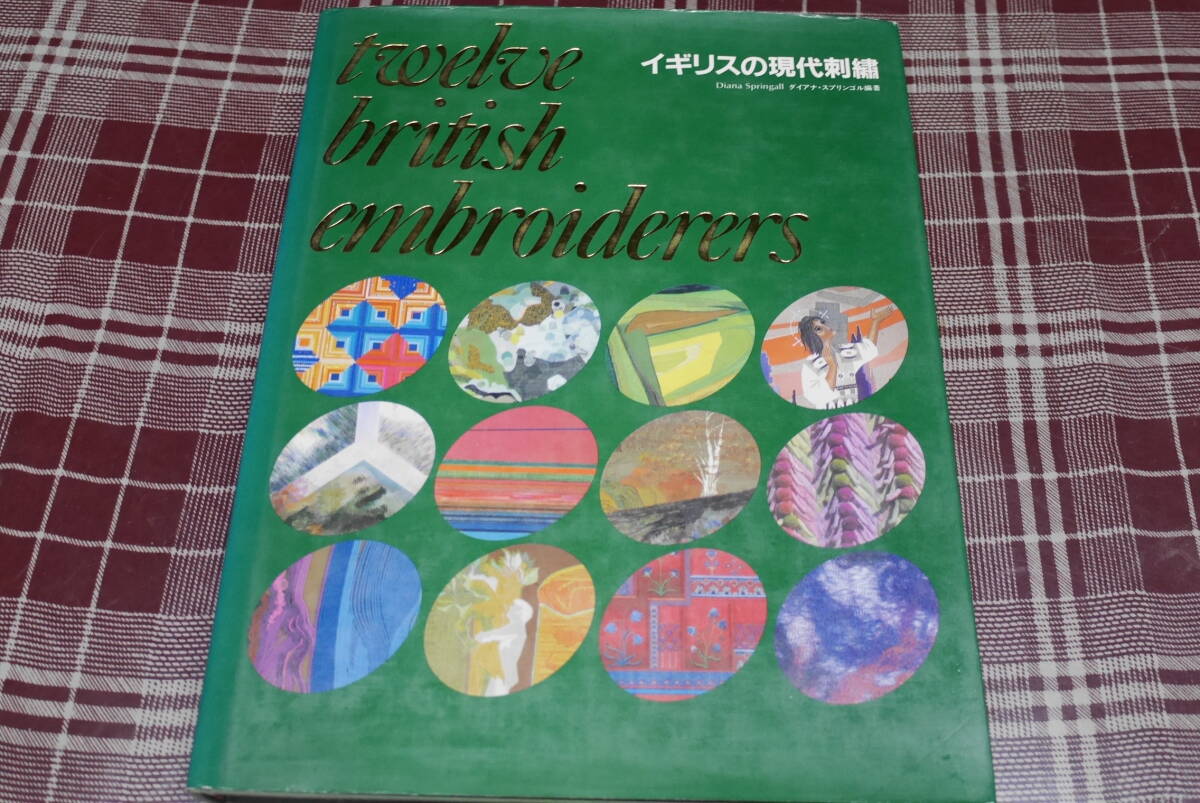 twelve
british
embroiderers
イギリスの現代刺繡
Diana Springall ダイアナ・スプリンゴル編著